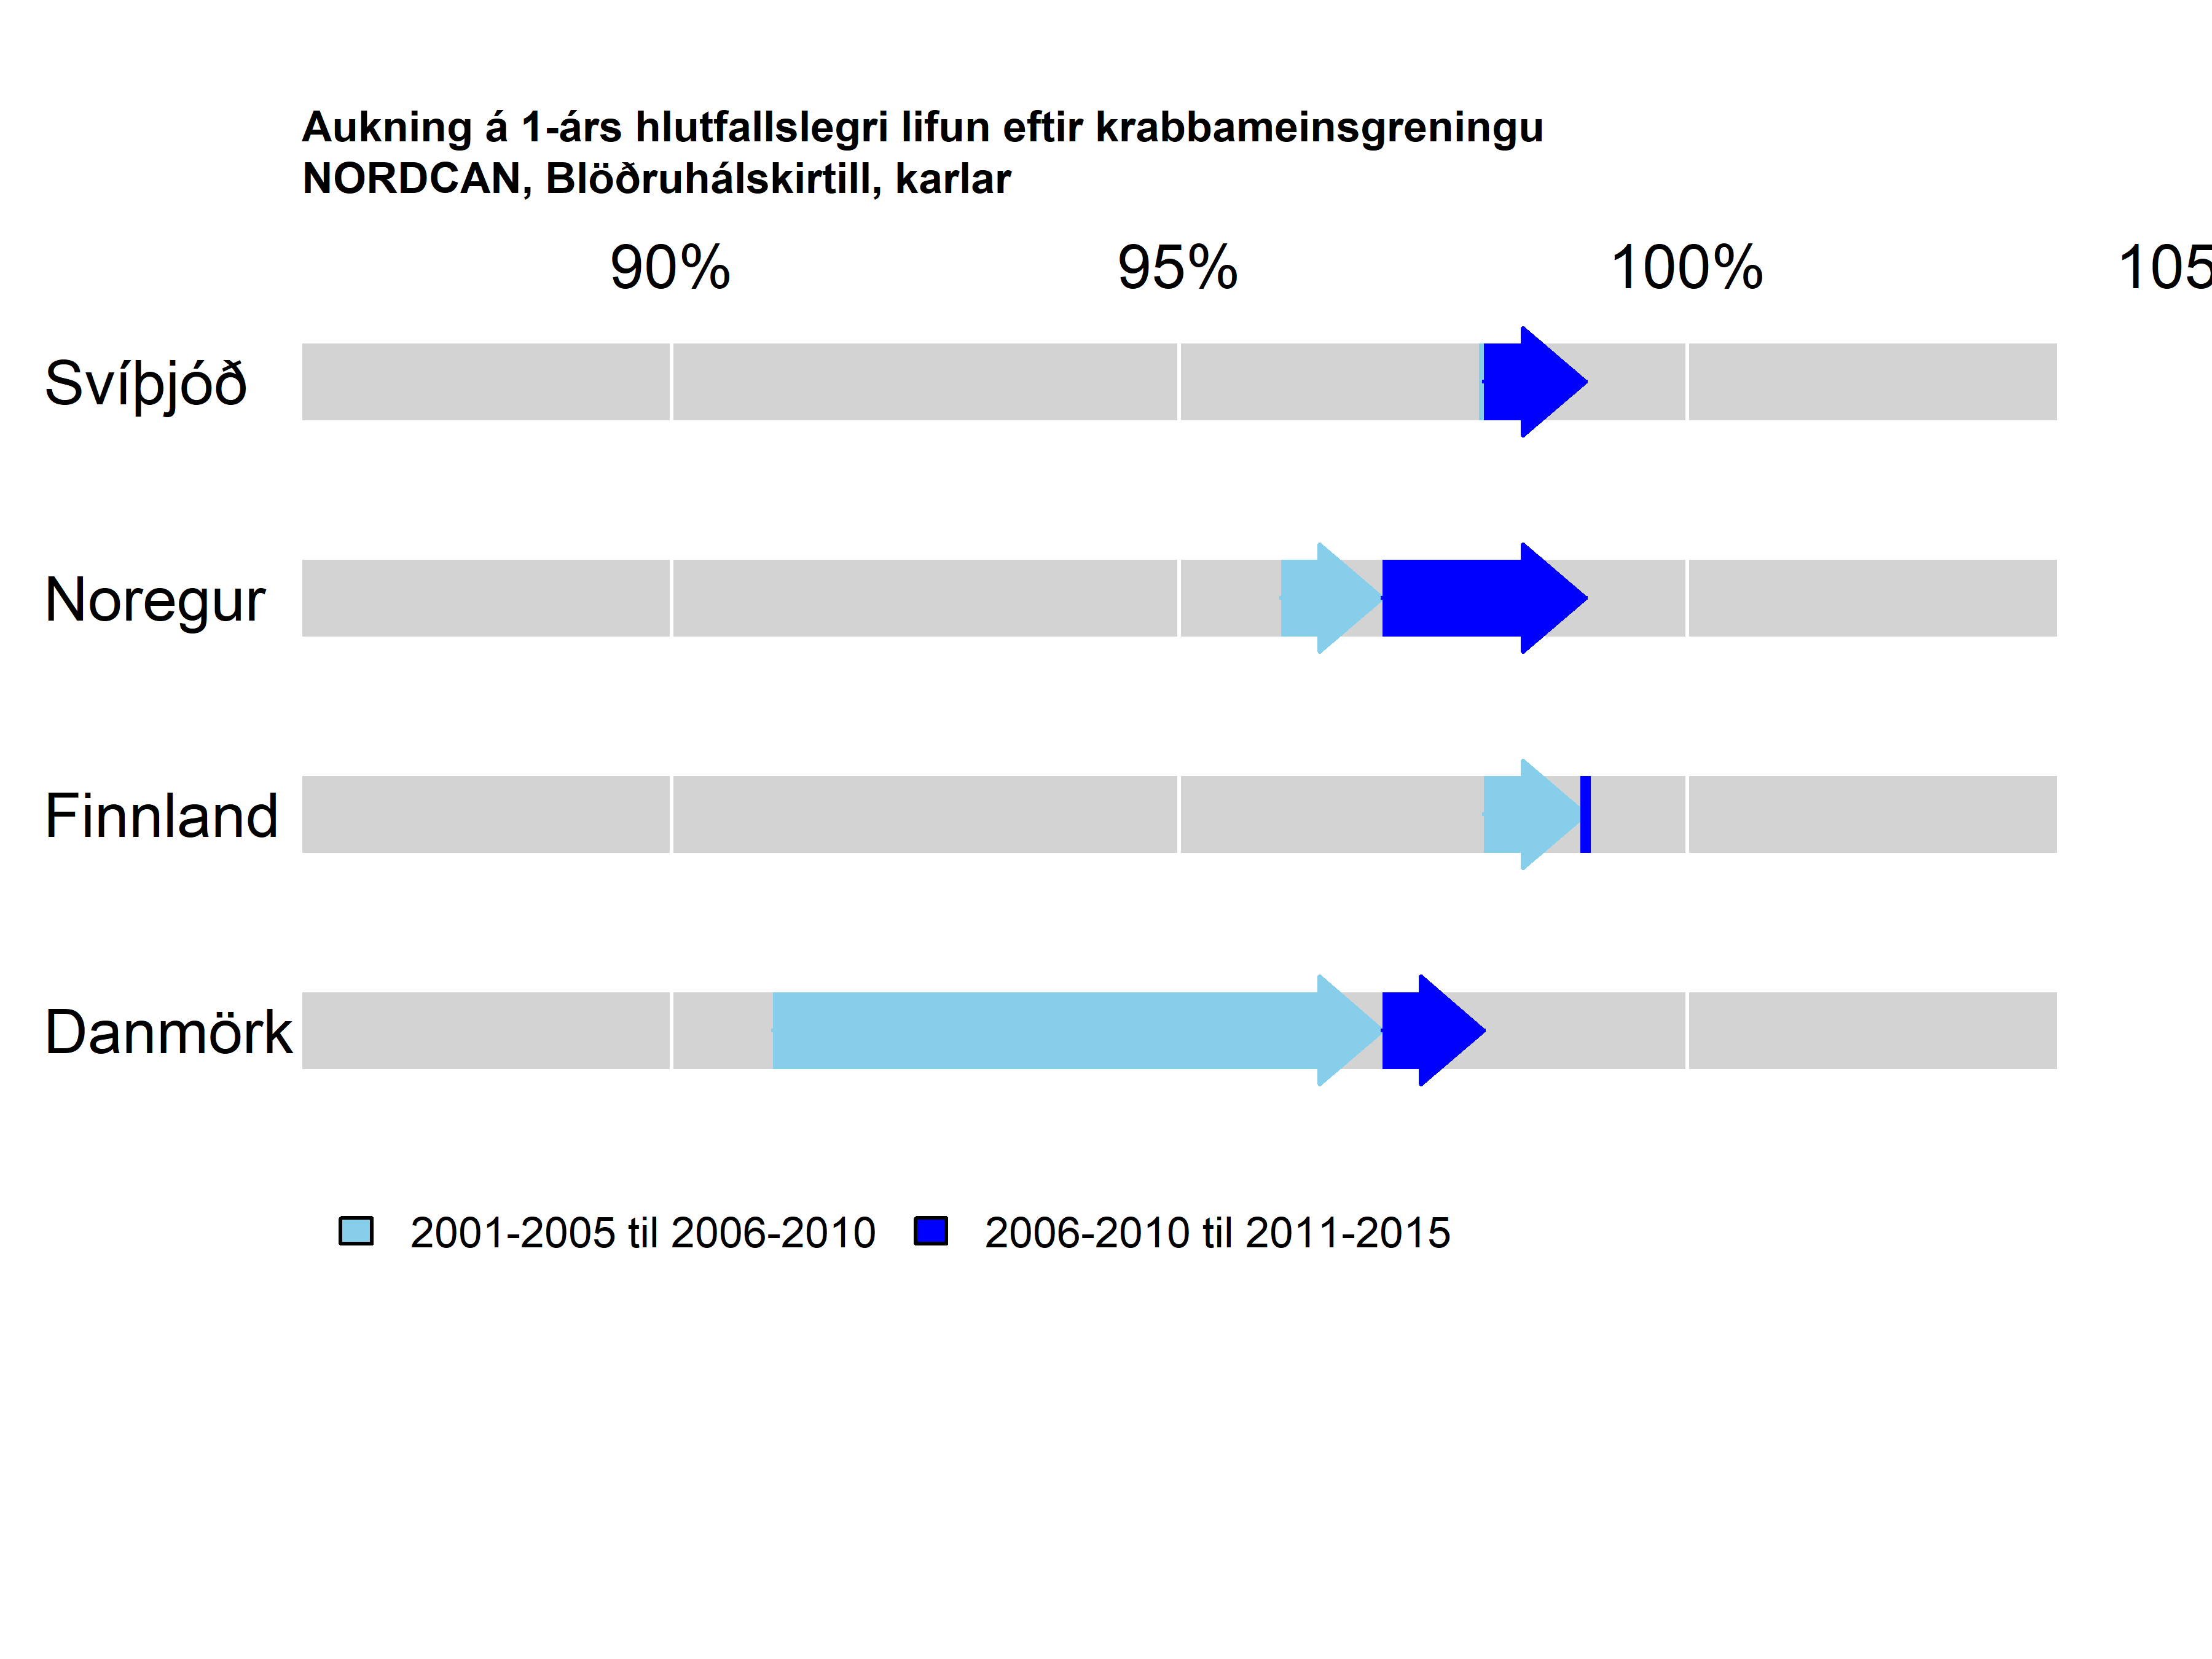 Aukning á 1-árs hlutfallslegri lifun eftir krabbameinsgreningu
NORDCAN, Blöðruhálskirtill, karlar
90% 95% 100% 105
Svíþjóð
Noregur
Finnland
Danmörk
2001-2005 til 2006-2010 2006-2010 til 2011-2015